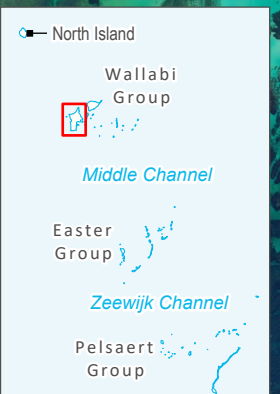 North Island
Wallabi
Group
Middle Channel
Easter
Group
Zeewijk Channel
Pelsaert
Group